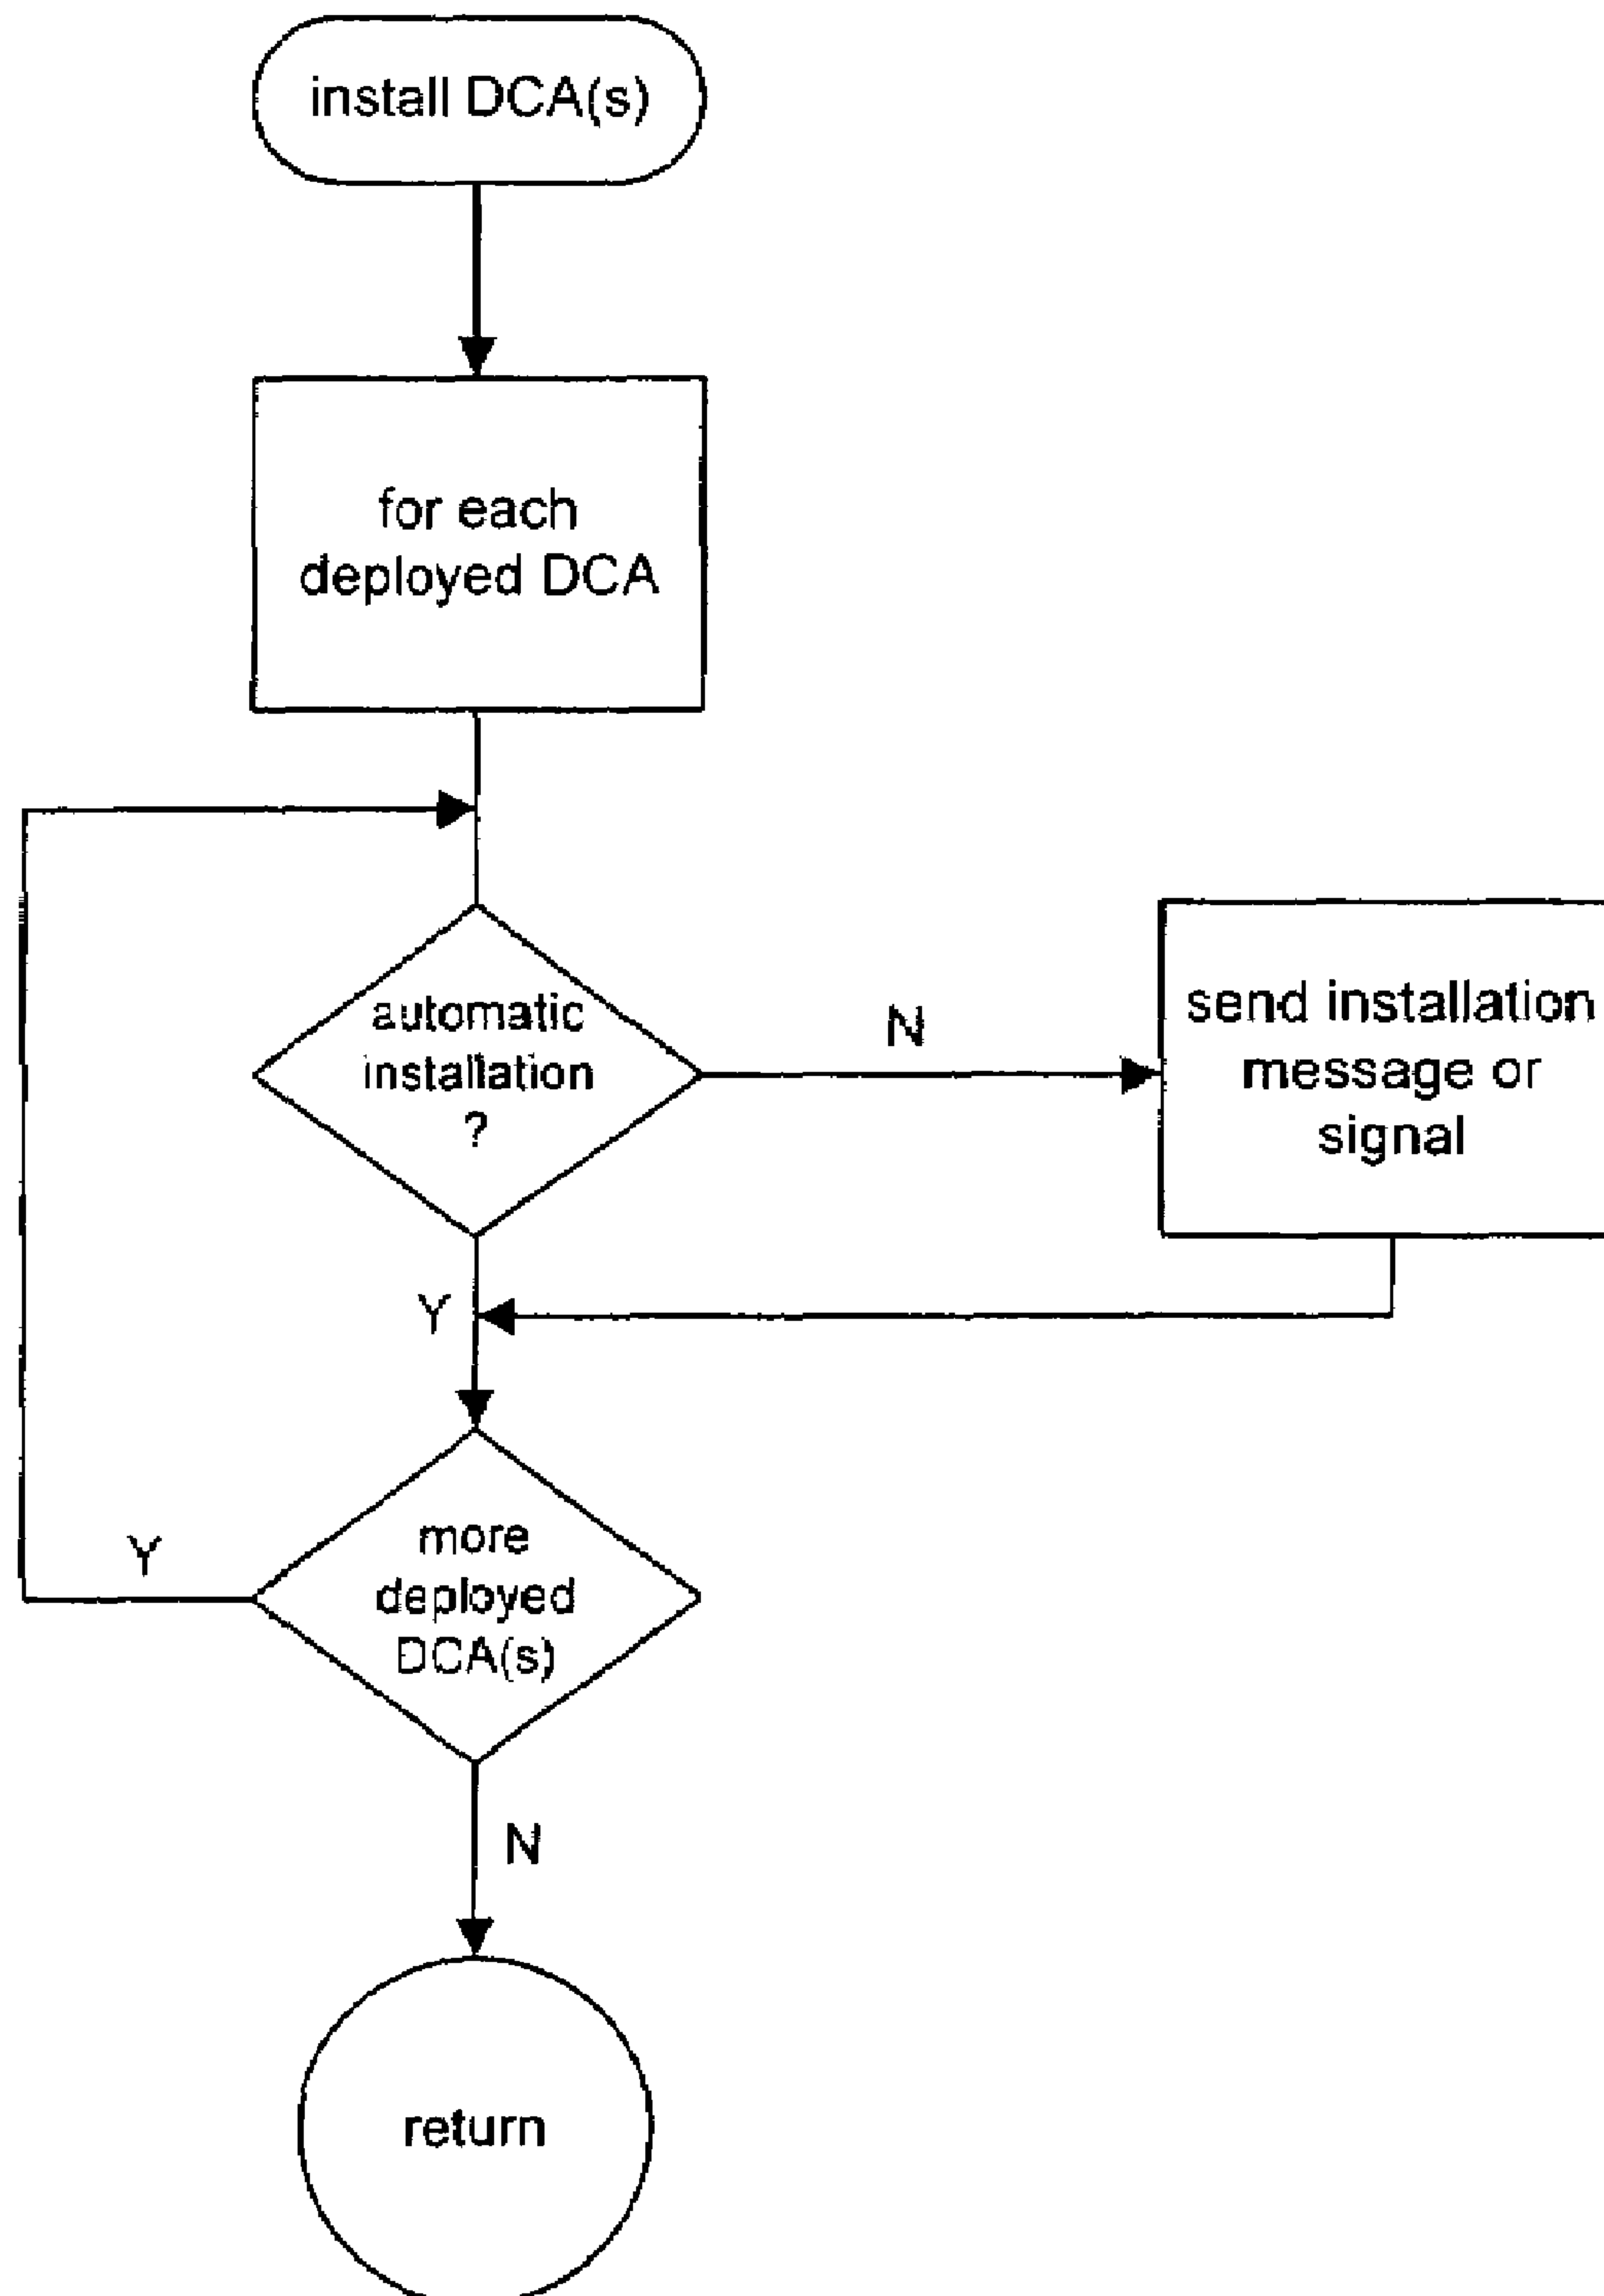 install DCA(s)
for each
deployed DCA
automatic
installation
?
N
send installation
message or
signal
Y
more
deployed
DCA(s)
Y
N
return